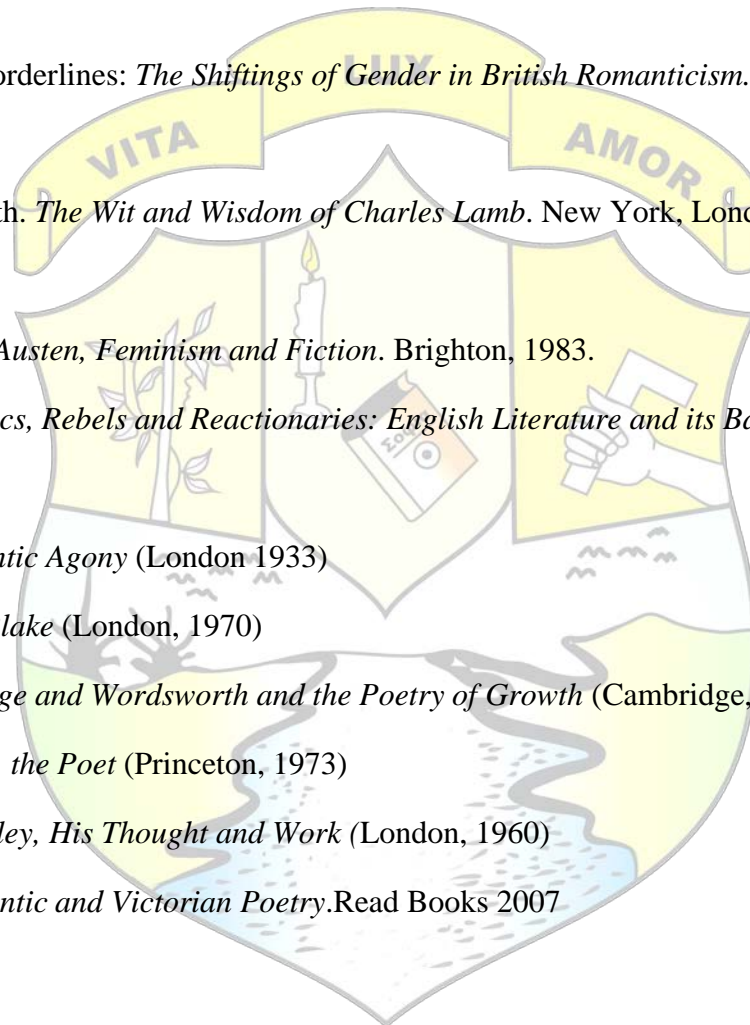 orderlines: The Shiftings of Gender in British Romanticism.
LUX
VITA
AMOR
th. The Wit and Wisdom of Charles Lamb. New York, Lond
Austen, Feminism and Fiction. Brighton, 1983.
cs, Rebels and Reactionaries: English Literature and its Ba
ntic Agony (London 1933)
lake (London, 1970)
ge and Wordsworth and the Poetry of Growth (Cambridge,
the Poet (Princeton, 1973)
ley, His Thought and Work (London, 1960)
ntic and Victorian Poetry.Read Books 2007